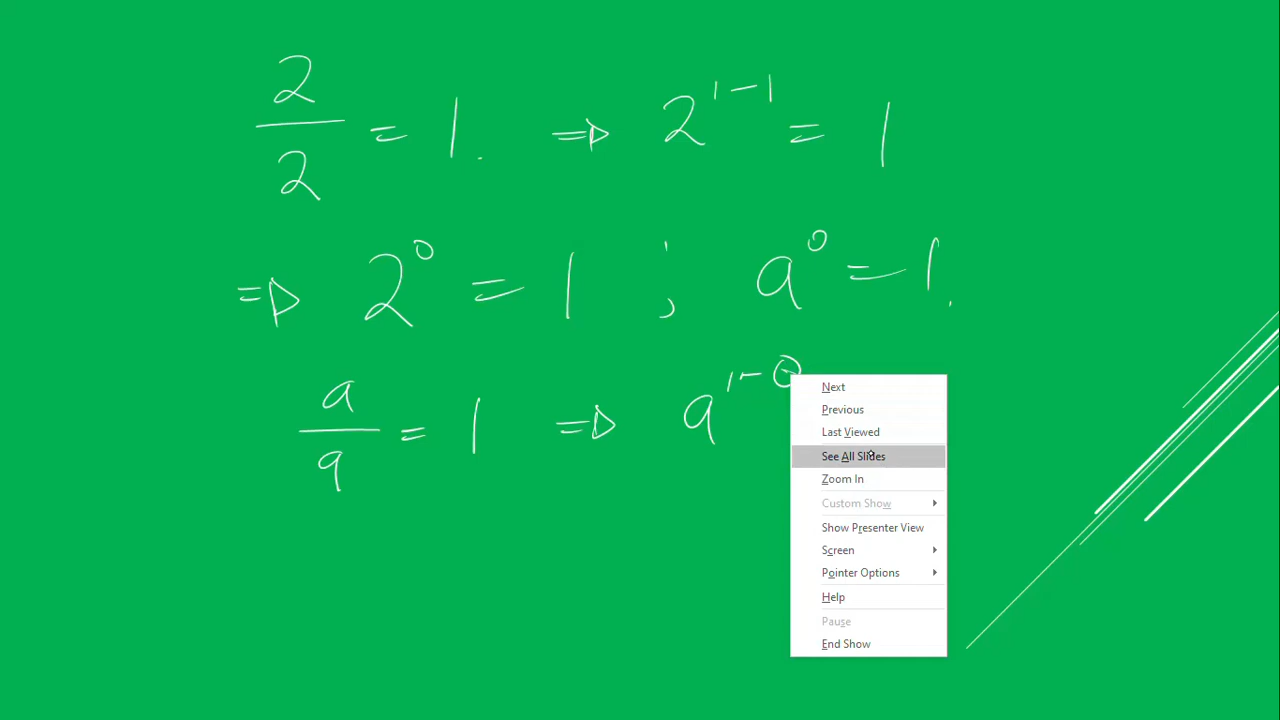 2/2 = 1. ⇒ 2^{1-1} = 1
⇒ 2^0 = 1 ; a^0 = 1.
a/a = 1 ⇒ a^{1-
Next
Previous
Last Viewed
See All Slides
Zoom In
Custom Show
Show Presenter View
Screen
Pointer Options
Help
Pause
End Show